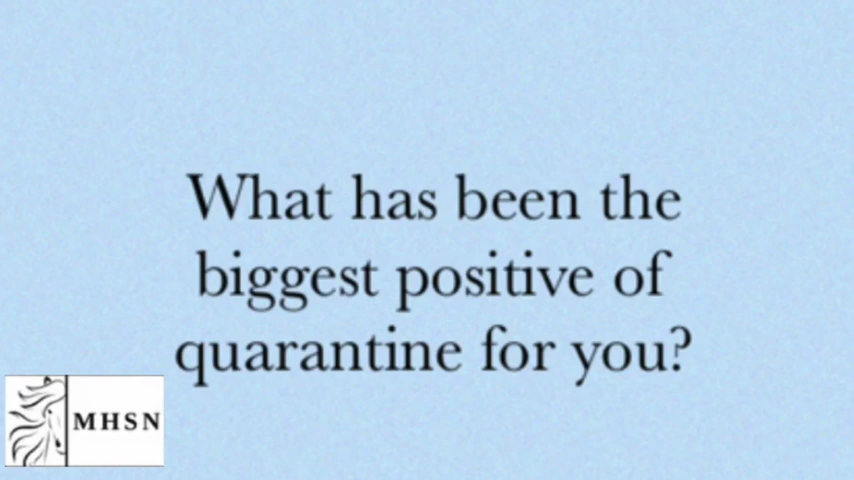 What has been the
biggest positive of
quarantine for you?
MHSN